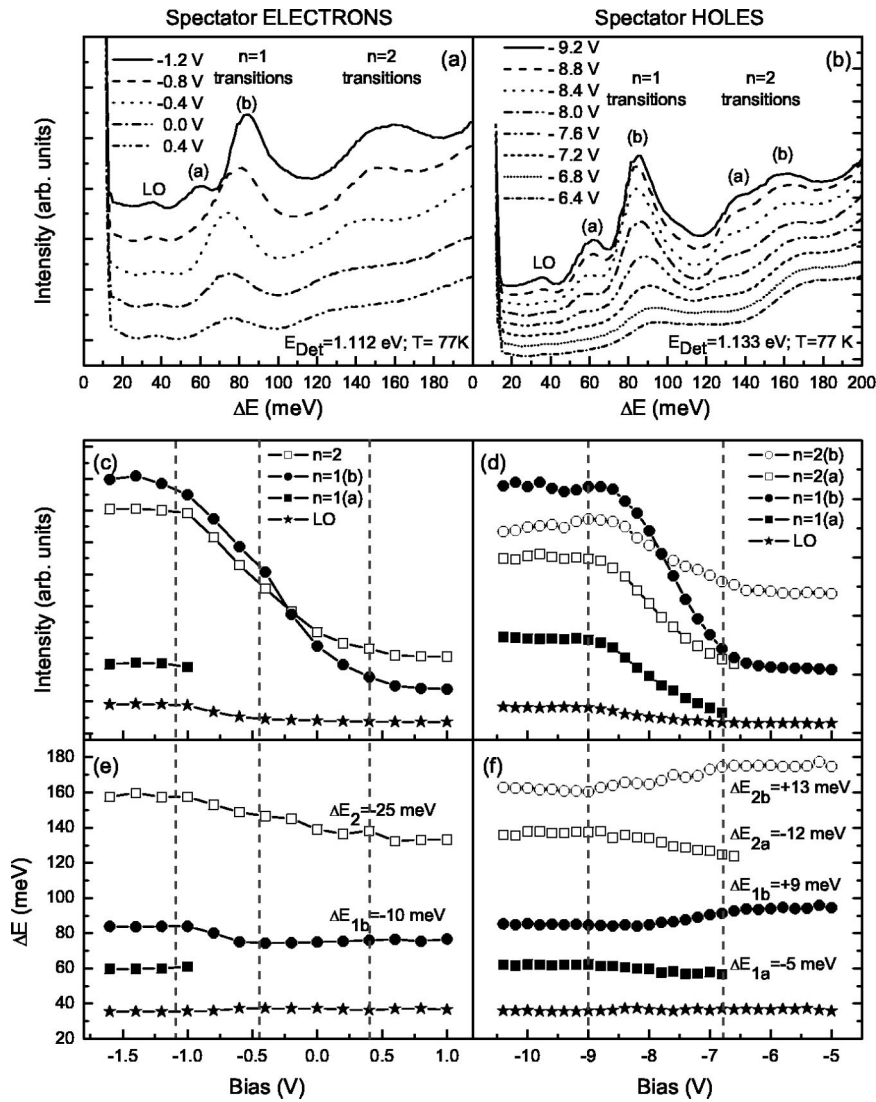 Spectator ELECTRONS
Spectator HOLES
Intensity (arb. units)
-1.2 V
-0.8 V
-0.4 V
0.0 V
0.4 V
n=1
transitions
n=2
transitions
(a)
LO
(a)
(b)
E_Det=1.112 eV; T= 77K
0 20 40 60 80 100 120 140 160 180 0
ΔE (meV)
-9.2 V
-8.8 V
-8.4 V
-8.0 V
-7.6 V
-7.2 V
-6.8 V
-6.4 V
n=1
transitions
n=2
transitions
(b)
LO
(a)
(b)
(a)
(b)
E_Det=1.133 eV; T=77 K
20 40 60 80 100 120 140 160 180 200
ΔE (meV)
Intensity (arb. units)
(c)
n=2
n=1(b)
n=1(a)
LO
(d)
n=2(b)
n=2(a)
n=1(b)
n=1(a)
LO
ΔE (meV)
180
160
140
120
100
80
60
40
20
(e)
ΔE_2=-25 meV
ΔE_1b=-10 meV
-1.5 -1.0 -0.5 0.0 0.5 1.0
Bias (V)
(f)
ΔE_2b=+13 meV
ΔE_2a=-12 meV
ΔE_1b=+9 meV
ΔE_1a=-5 meV
-10 -9 -8 -7 -6 -5
Bias (V)